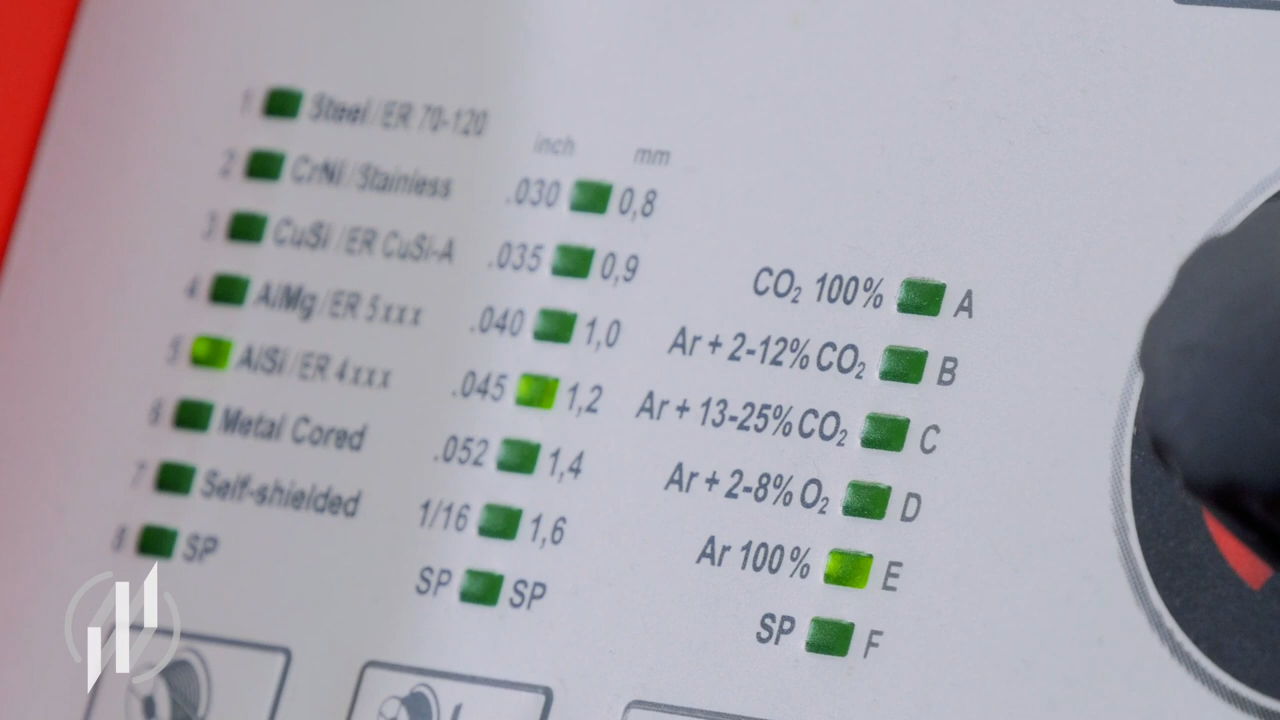 1 Steel / ER 70-120
2 CrNi / Stainless
3 CuSi / ER CuSi-A
4 AlMg / ER 5xxx
5 AlSi / ER 4xxx
6 Metal Cored
7 Self-shielded
8 SP
inch mm
.030 0,8
.035 0,9
.040 1,0
.045 1,2
.052 1,4
1/16 1,6
SP SP
CO₂ 100% A
Ar + 2-12% CO₂ B
Ar + 13-25% CO₂ C
Ar + 2-8% O₂ D
Ar 100% E
SP F